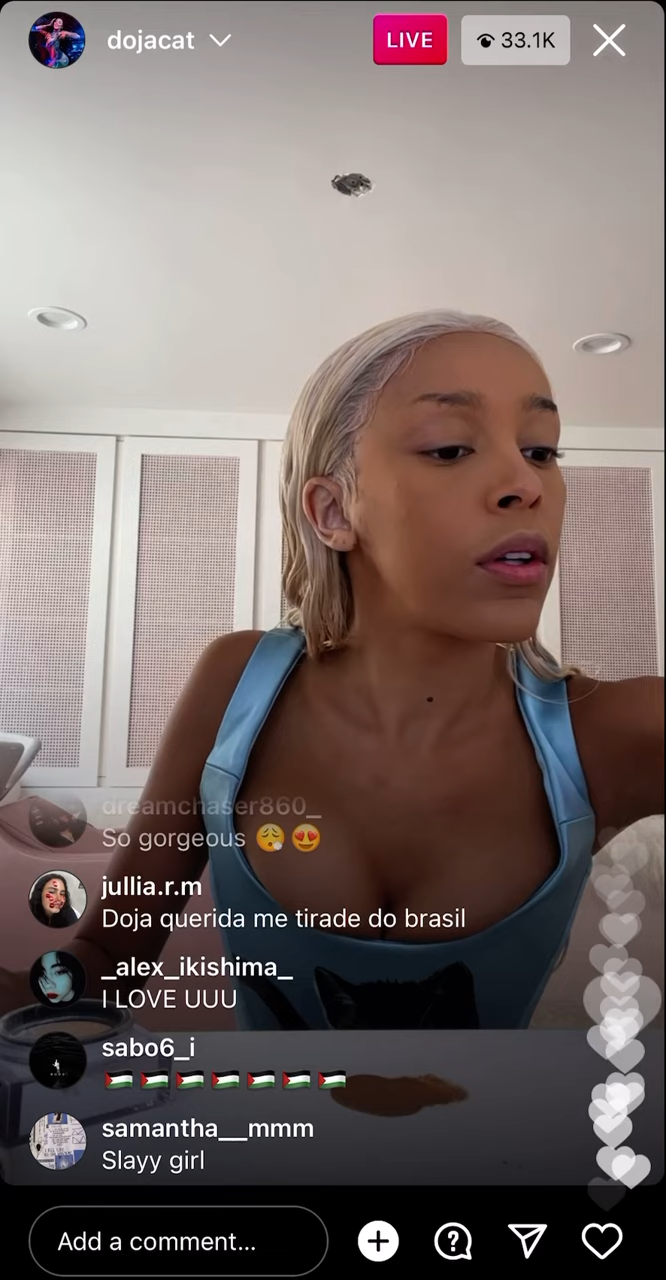 dojacat
LIVE
33.1K
dreamchaser860_
So gorgeous 😮‍💨😍
jullia.r.m
Doja querida me tirade do brasil
_alex_ikishima_
I LOVE UUU
sabo6_i
🇵🇸🇵🇸🇵🇸🇵🇸🇵🇸🇵🇸🇵🇸
samantha__mmm
Slayy girl
Add a comment...